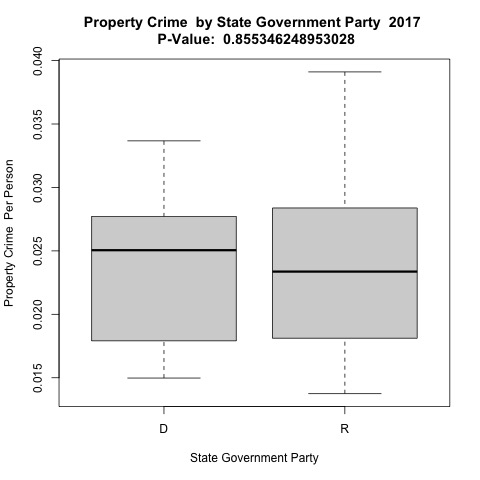 Property Crime  by State Government Party  2017
P-Value:  0.855346248953028
0.040
0.035
0.030
0.025
0.020
0.015
Property Crime  Per Person
D
R
State Government Party